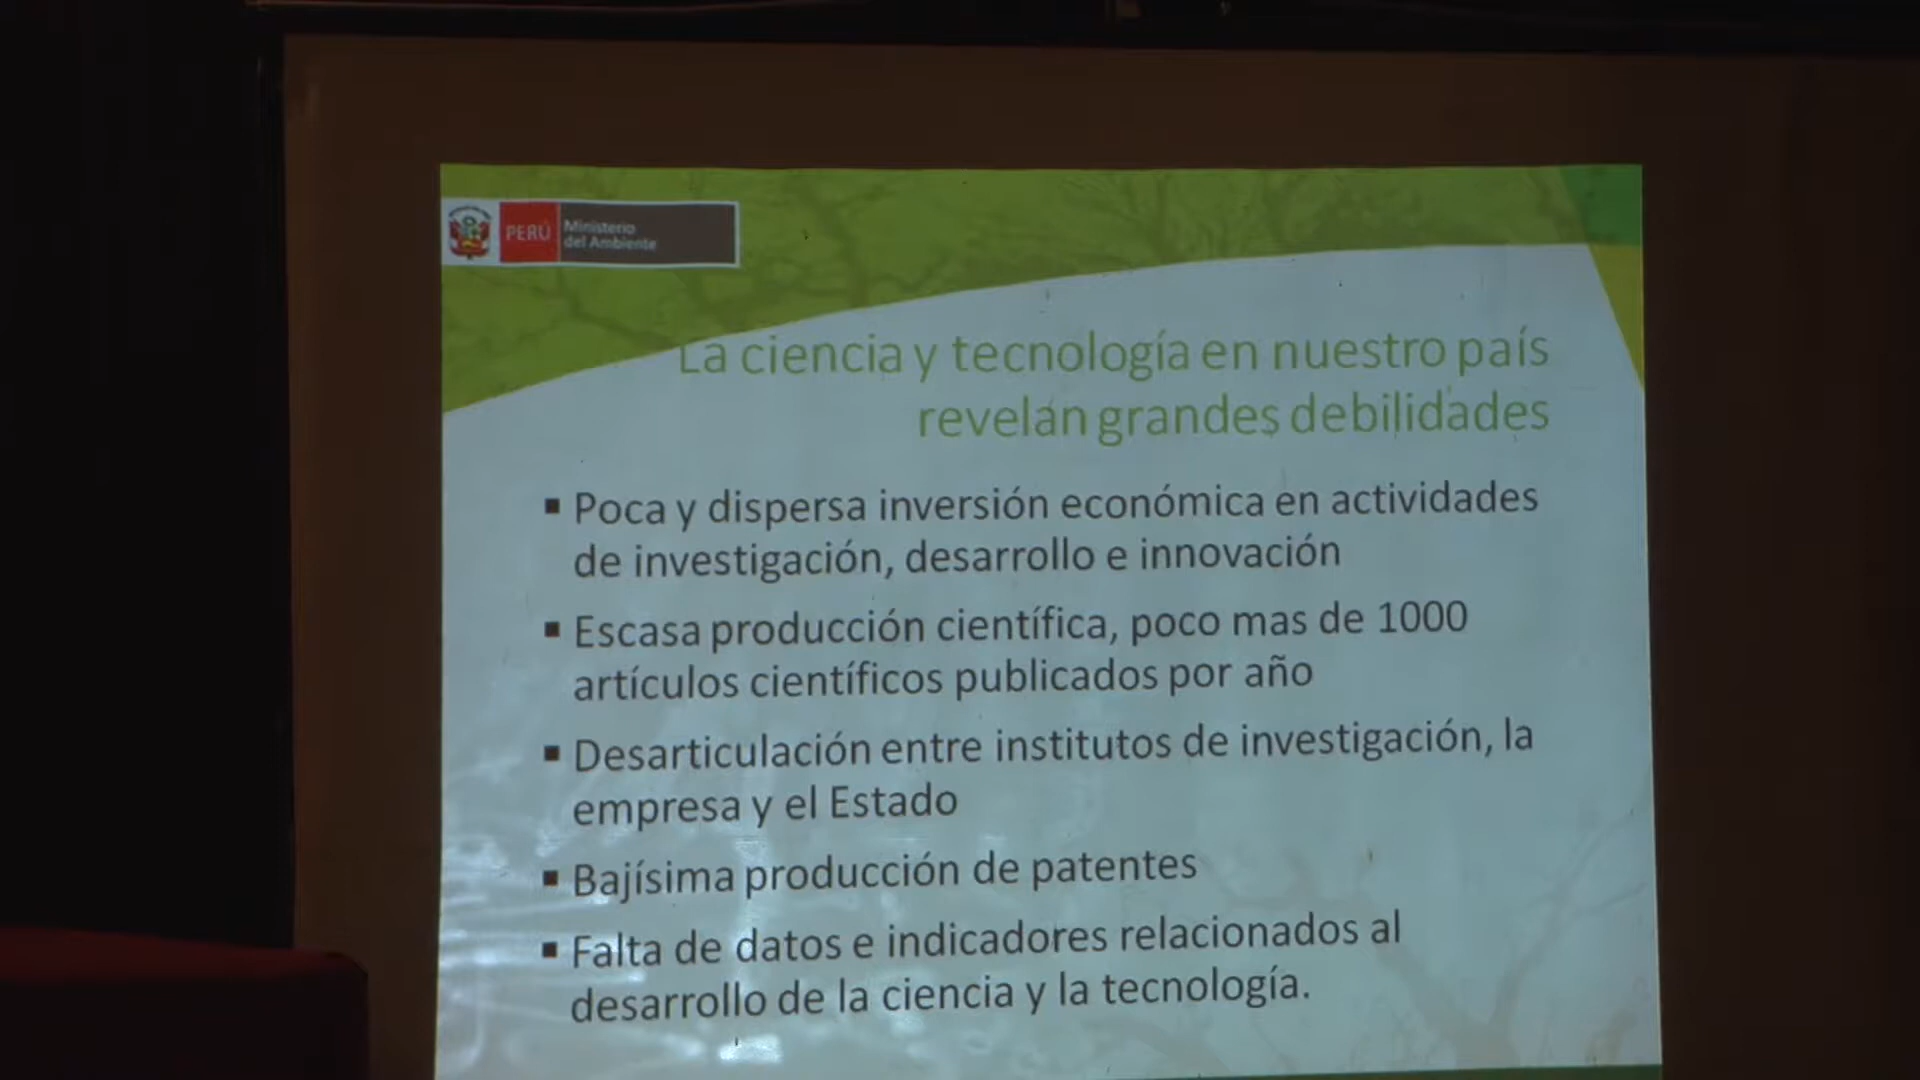 PERÚ
Ministerio
del Ambiente
La ciencia y tecnología en nuestro país
revelan grandes debilidades
▪ Poca y dispersa inversión económica en actividades
de investigación, desarrollo e innovación
▪ Escasa producción científica, poco mas de 1000
artículos científicos publicados por año
▪ Desarticulación entre institutos de investigación, la
empresa y el Estado
▪ Bajísima producción de patentes
▪ Falta de datos e indicadores relacionados al
desarrollo de la ciencia y la tecnología.